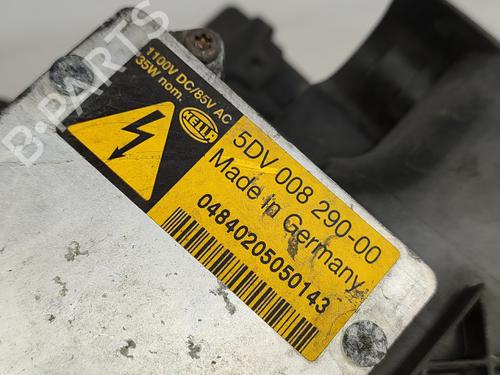 1100V DC/85V AC
35W nom.
HELLA
5DV 008 290-00
Made in Germany
04840205050143
B-PARTS